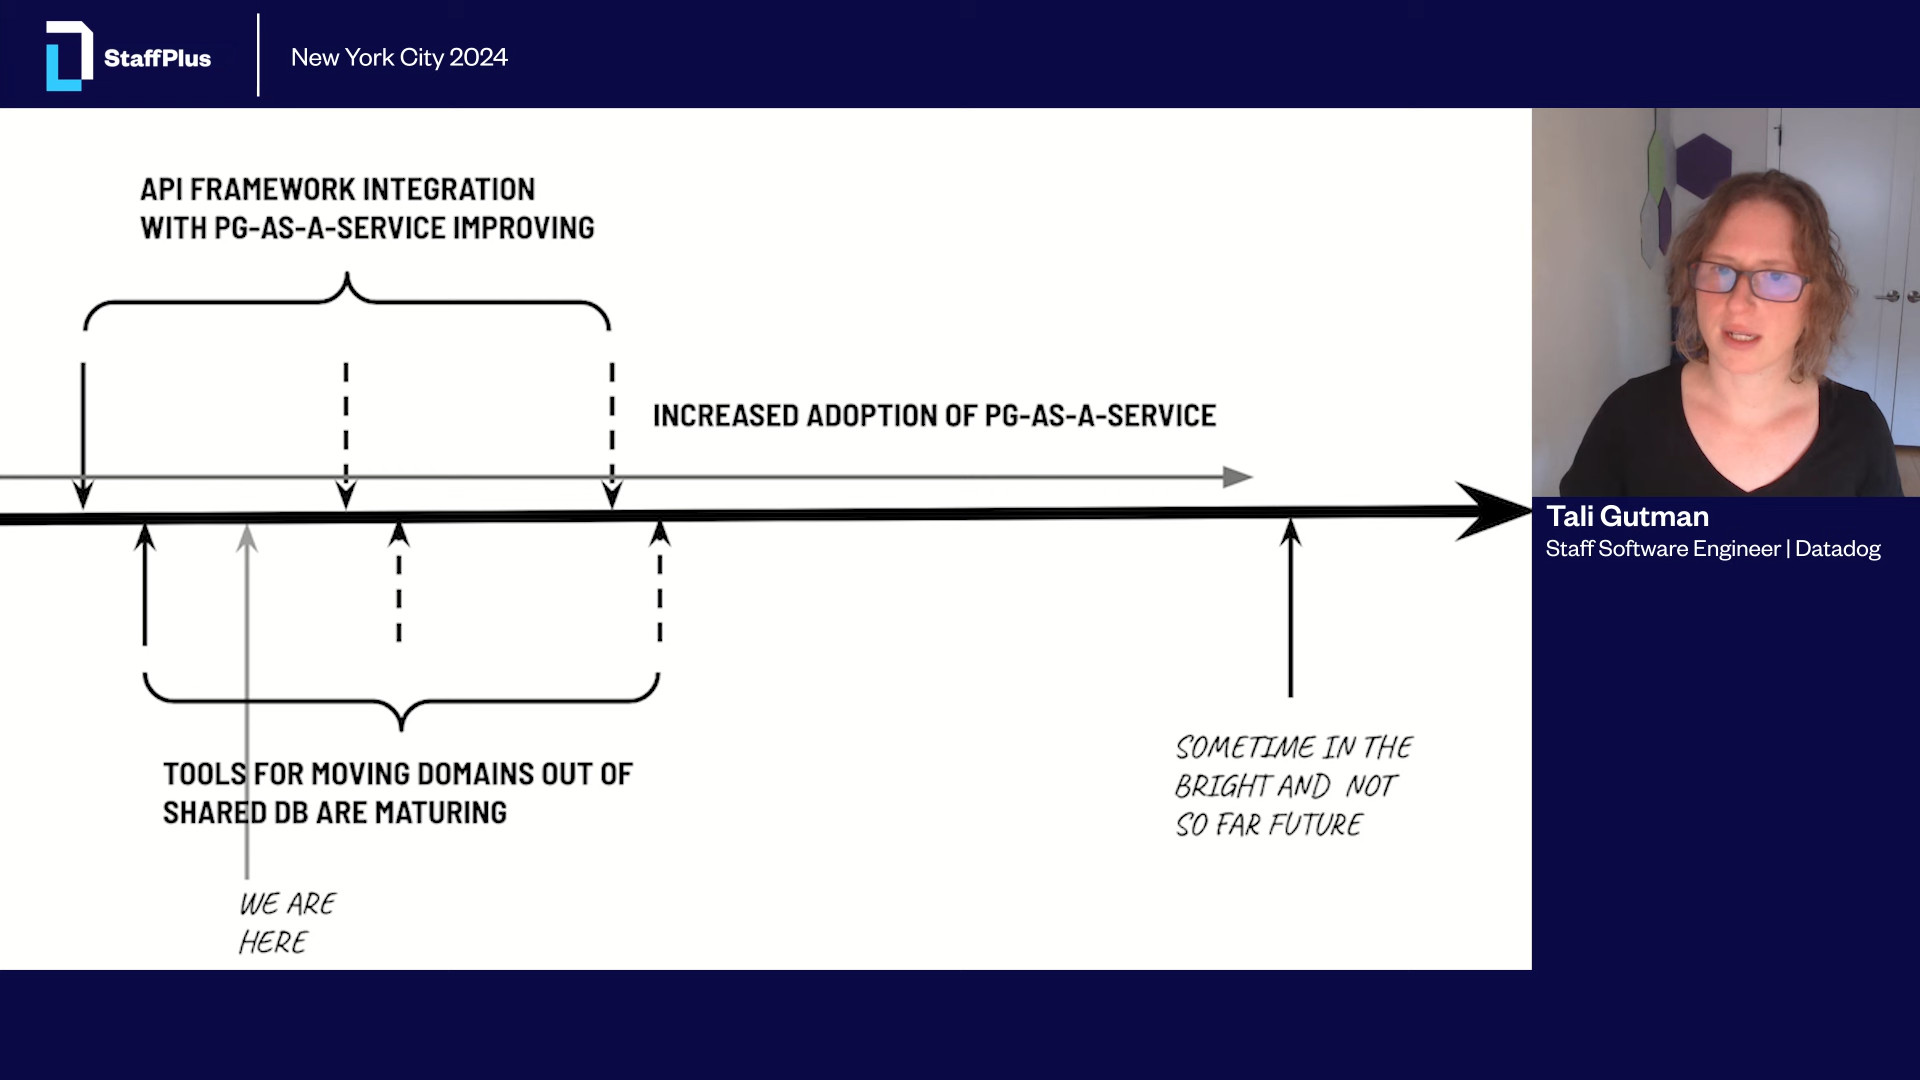 StaffPlus
New York City 2024
API FRAMEWORK INTEGRATION
WITH PG-AS-A-SERVICE IMPROVING
INCREASED ADOPTION OF PG-AS-A-SERVICE
Tali Gutman
Staff Software Engineer | Datadog
SOMETIME IN THE
BRIGHT AND NOT
SO FAR FUTURE
TOOLS FOR MOVING DOMAINS OUT OF
SHARED DB ARE MATURING
WE ARE
HERE